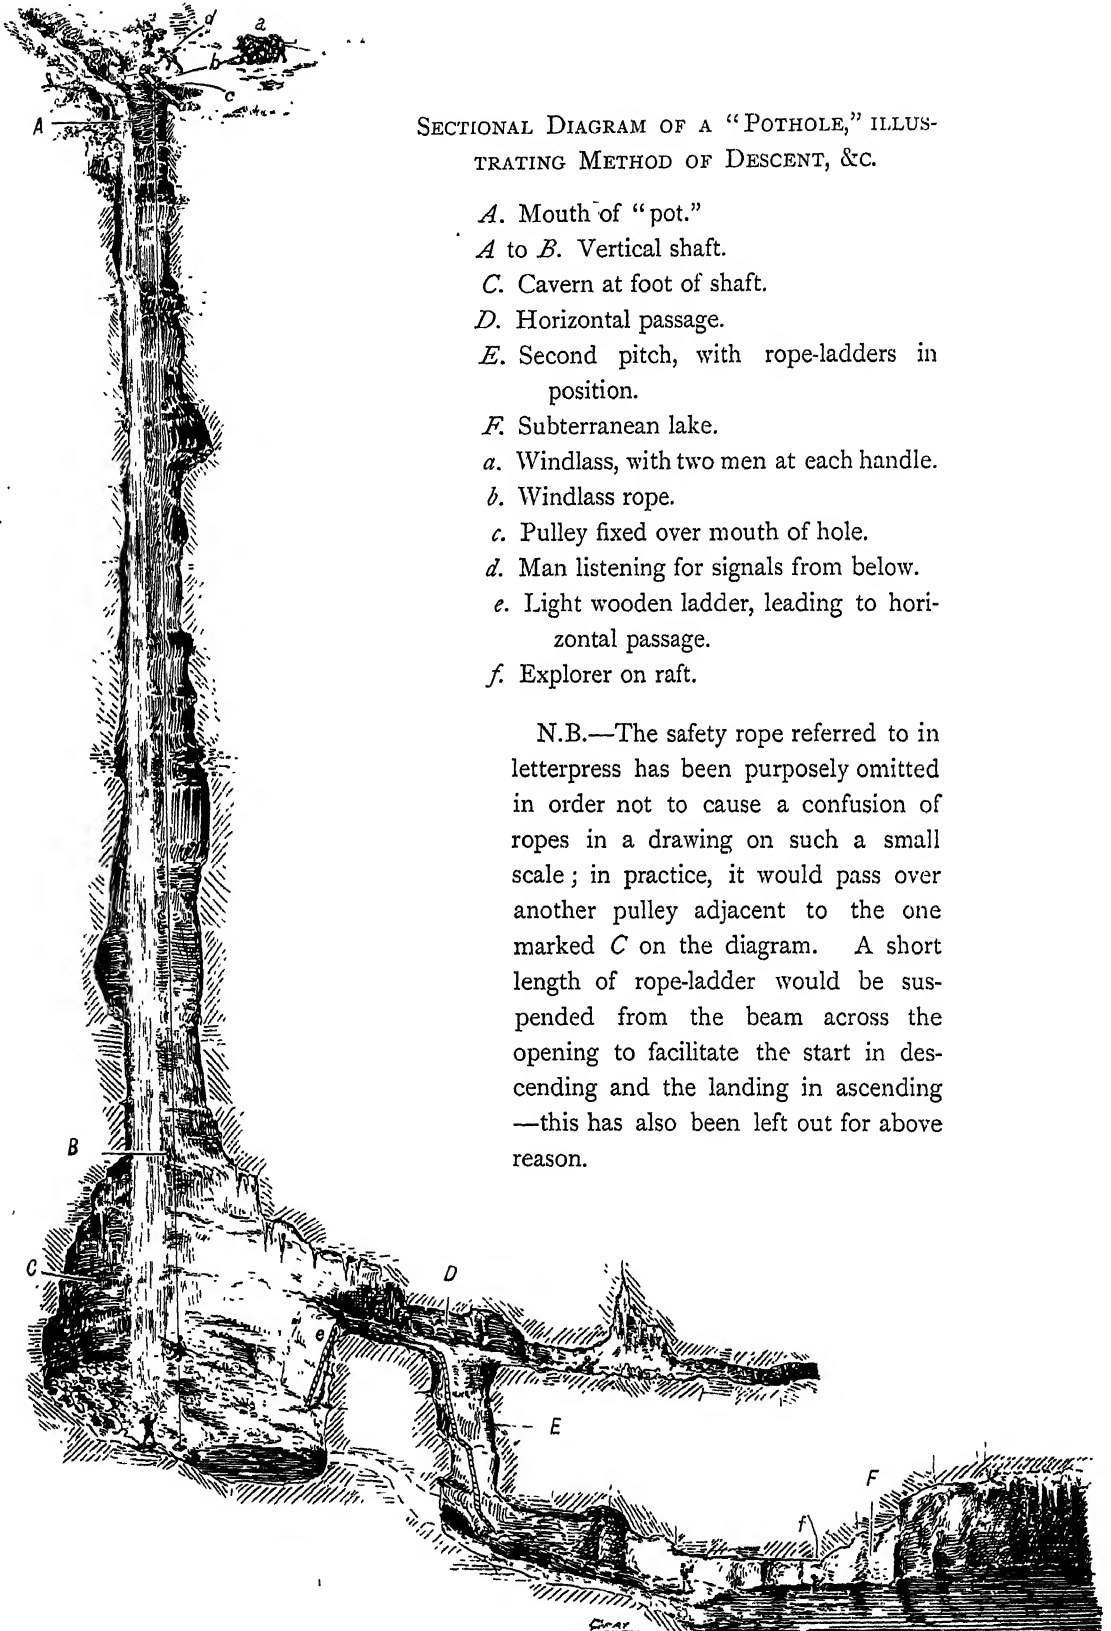 d
a
b
e
c
A
SECTIONAL DIAGRAM OF A “POTHOLE,” ILLUS-
TRATING METHOD OF DESCENT, &C.
A. Mouth of “pot.”
A to B. Vertical shaft.
C. Cavern at foot of shaft.
D. Horizontal passage.
E. Second pitch, with rope-ladders in
position.
F. Subterranean lake.
a. Windlass, with two men at each handle.
b. Windlass rope.
c. Pulley fixed over mouth of hole.
d. Man listening for signals from below.
e. Light wooden ladder, leading to hori-
zontal passage.
f. Explorer on raft.
N.B.—The safety rope referred to in
letterpress has been purposely omitted
in order not to cause a confusion of
ropes in a drawing on such a small
scale; in practice, it would pass over
another pulley adjacent to the one
marked C on the diagram. A short
length of rope-ladder would be sus-
pended from the beam across the
opening to facilitate the start in des-
cending and the landing in ascending
—this has also been left out for above
reason.
B
C
D
e
E
F
f